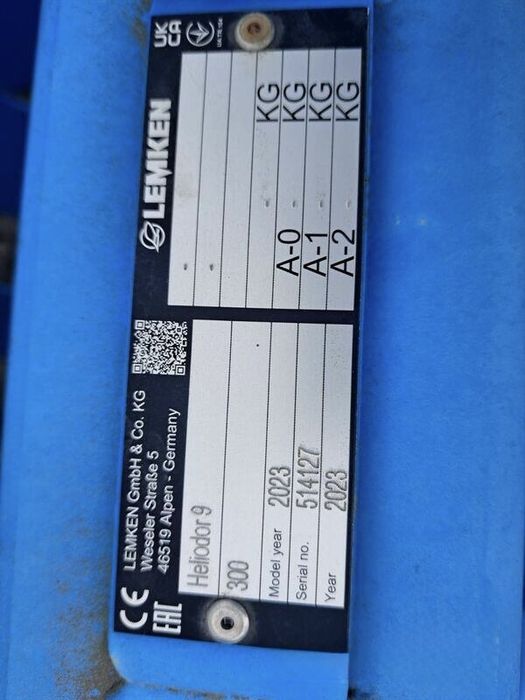 CE
EAC
LEMKEN GmbH & Co. KG
Weseler Straße 5
46519 Alpen - Germany
LEMKEN
UK
CA
Heliodor 9
300
Model year 2023
Serial no. 514127
Year 2023
-
-
- KG
A-0 - KG
A-1 - KG
A-2 - KG